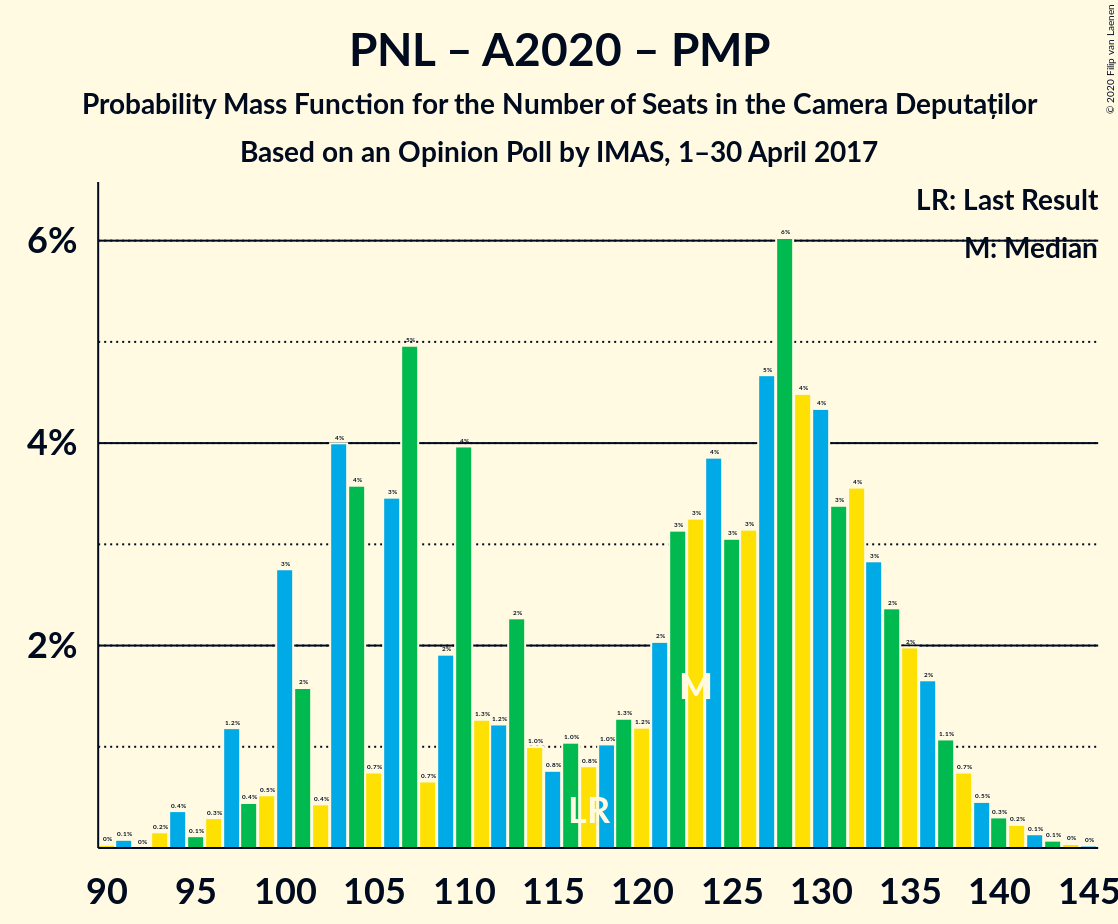 PNL – A2020 – PMP
Probability Mass Function for the Number of Seats in the Camera Deputaților
Based on an Opinion Poll by IMAS, 1–30 April 2017
© 2020 Filip van Laenen
LR: Last Result
M: Median
6%
4%
2%
0% 0.1% 0% 0.2% 0.4% 0.1% 0.3% 1.2% 0.4% 0.5% 3% 2% 0.4% 4% 4% 0.7% 3% 5% 0.7% 2% 4% 1.3% 1.2% 2% 1.0% 0.8% 1.0% 0.8% 1.0% 1.3% 1.2% 2% 3% 3% 4% 3% 3% 5% 6% 4% 4% 3% 4% 3% 2% 2% 2% 1.1% 0.7% 0.5% 0.3% 0.2% 0.1% 0.1% 0% 0%
M
LR
90 95 100 105 110 115 120 125 130 135 140 145